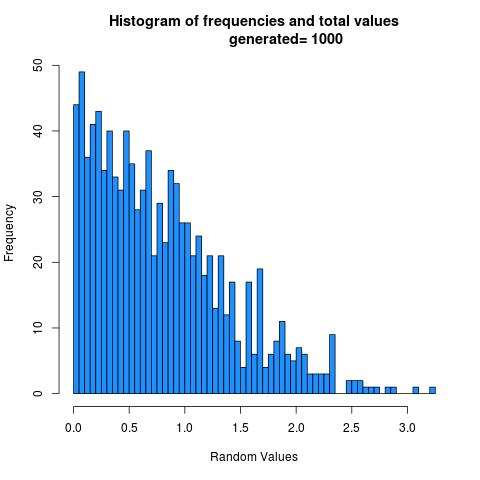 Histogram of frequencies and total values
generated= 1000
Frequency
50
40
30
20
10
0
0.0 0.5 1.0 1.5 2.0 2.5 3.0
Random Values